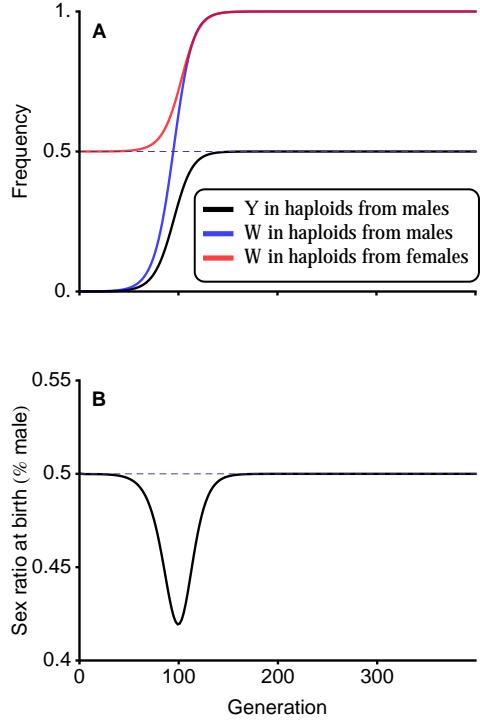 1.
A
0.5
0.
Frequency
Y in haploids from males
W in haploids from males
W in haploids from females
0.55
B
0.5
0.45
0.4
Sex ratio at birth (% male)
0 100 200 300
Generation